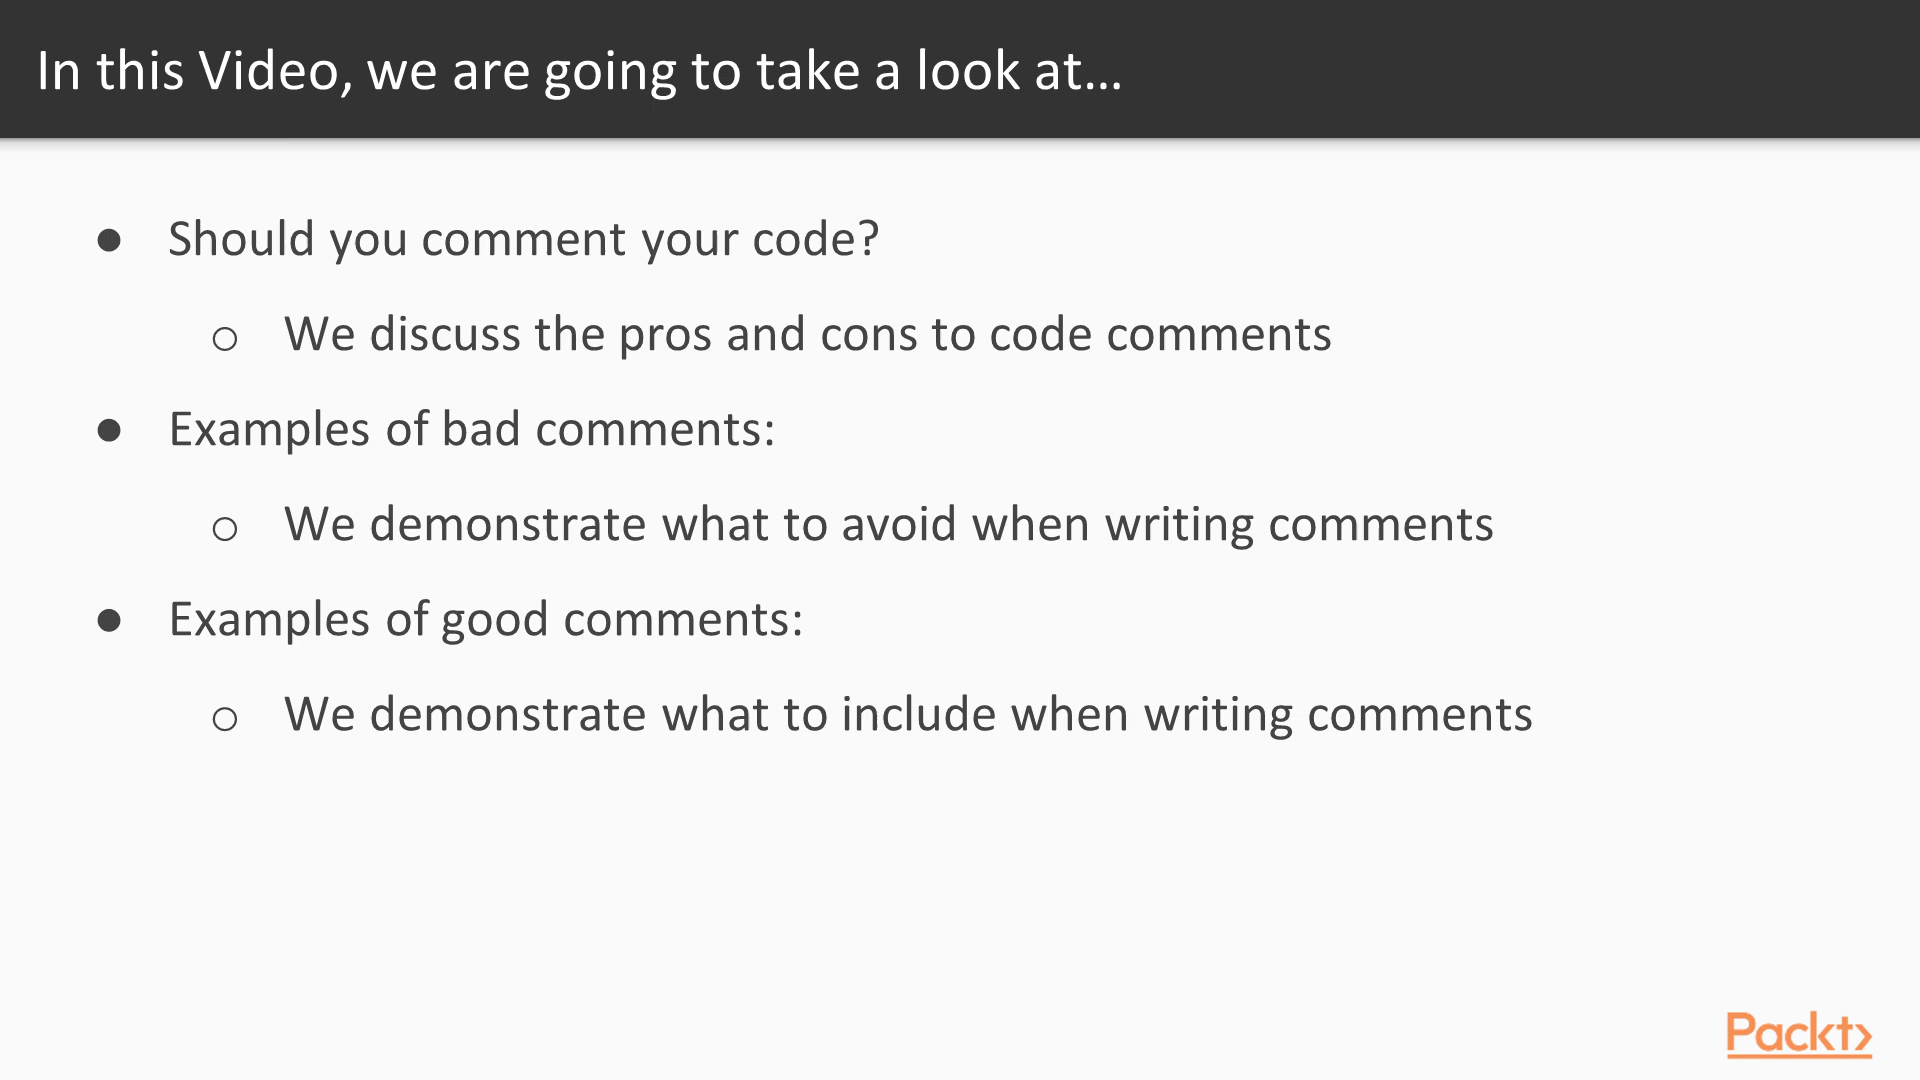 In this Video, we are going to take a look at...
● Should you comment your code?
○ We discuss the pros and cons to code comments
● Examples of bad comments:
○ We demonstrate what to avoid when writing comments
● Examples of good comments:
○ We demonstrate what to include when writing comments
Packt>